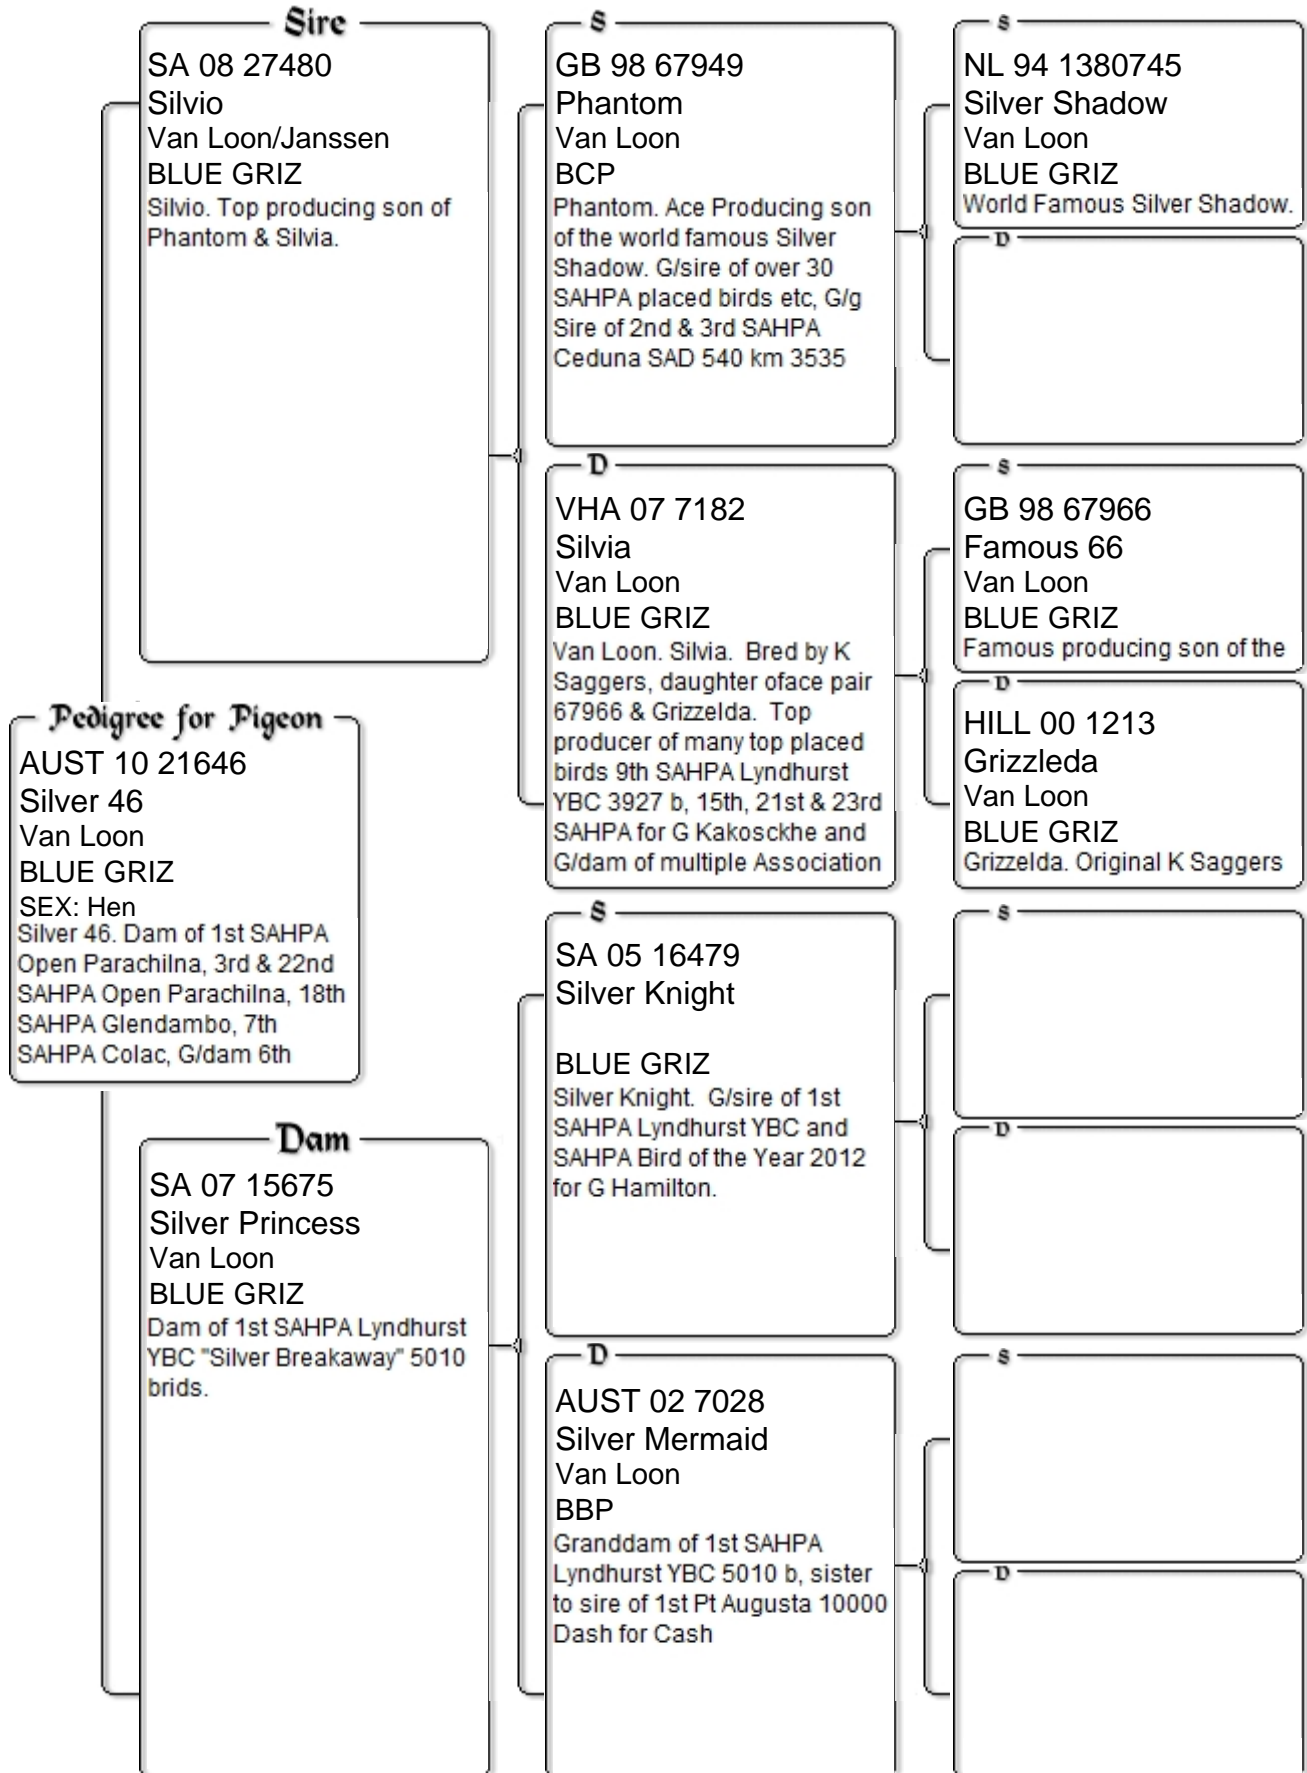 Sire
SA 08 27480
Silvio
Van Loon/Janssen
BLUE GRIZ
Silvio. Top producing son of
Phantom & Silvia.
Pedigree for Pigeon
AUST 10 21646
Silver 46
Van Loon
BLUE GRIZ
SEX: Hen
Silver 46. Dam of 1st SAHPA
Open Parachilna, 3rd & 22nd
SAHPA Open Parachilna, 18th
SAHPA Glendambo, 7th
SAHPA Colac, G/dam 6th
Dam
SA 07 15675
Silver Princess
Van Loon
BLUE GRIZ
Dam of 1st SAHPA Lyndhurst
YBC "Silver Breakaway" 5010
brids.
S
GB 98 67949
Phantom
Van Loon
BCP
Phantom. Ace Producing son
of the world famous Silver
Shadow. G/sire of over 30
SAHPA placed birds etc, G/g
Sire of 2nd & 3rd SAHPA
Ceduna SAD 540 km 3535
D
VHA 07 7182
Silvia
Van Loon
BLUE GRIZ
Van Loon. Silvia.  Bred by K
Saggers, daughter oface pair
67966 & Grizzelda.  Top
producer of many top placed
birds 9th SAHPA Lyndhurst
YBC 3927 b, 15th, 21st & 23rd
SAHPA for G Kakosckhe and
G/dam of multiple Association
S
SA 05 16479
Silver Knight
BLUE GRIZ
Silver Knight.  G/sire of 1st
SAHPA Lyndhurst YBC and
SAHPA Bird of the Year 2012
for G Hamilton.
D
AUST 02 7028
Silver Mermaid
Van Loon
BBP
Granddam of 1st SAHPA
Lyndhurst YBC 5010 b, sister
to sire of 1st Pt Augusta 10000
Dash for Cash
S
NL 94 1380745
Silver Shadow
Van Loon
BLUE GRIZ
World Famous Silver Shadow.
D
S
GB 98 67966
Famous 66
Van Loon
BLUE GRIZ
Famous producing son of the
D
HILL 00 1213
Grizzleda
Van Loon
BLUE GRIZ
Grizzelda. Original K Saggers
S
D
S
D